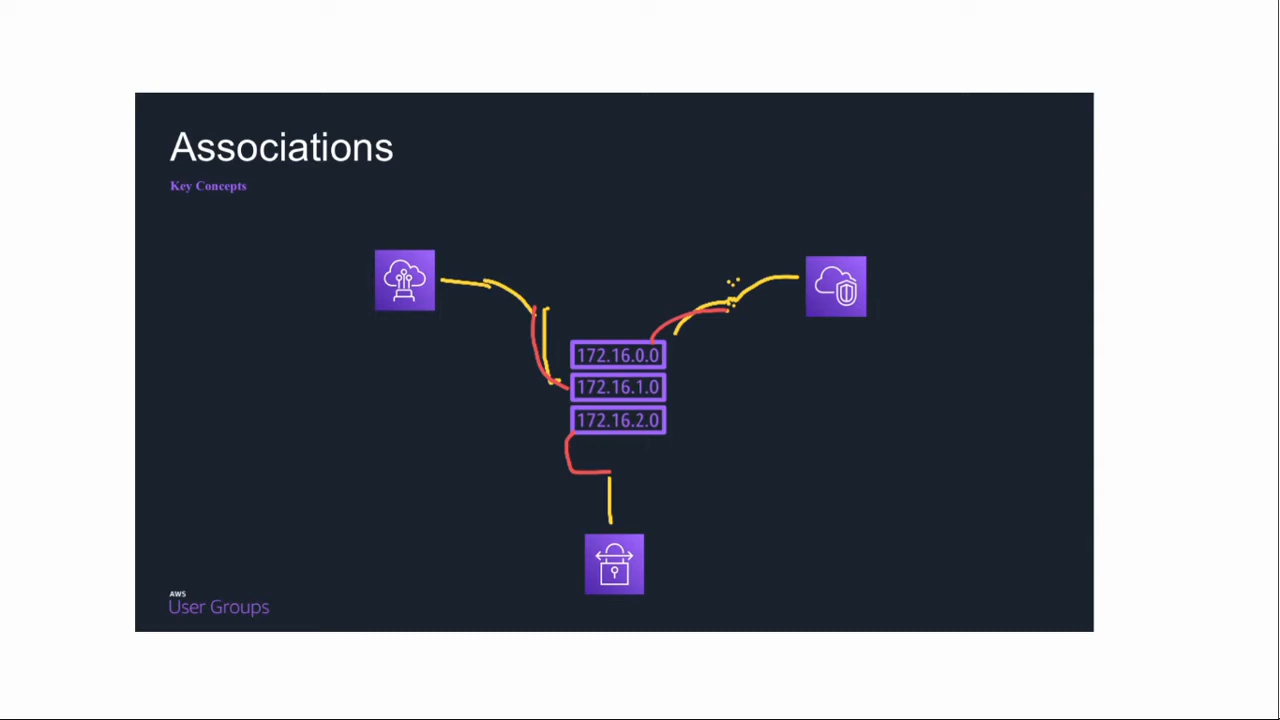 Associations
Key Concepts
172.16.0.0
172.16.1.0
172.16.2.0
AWS
User Groups